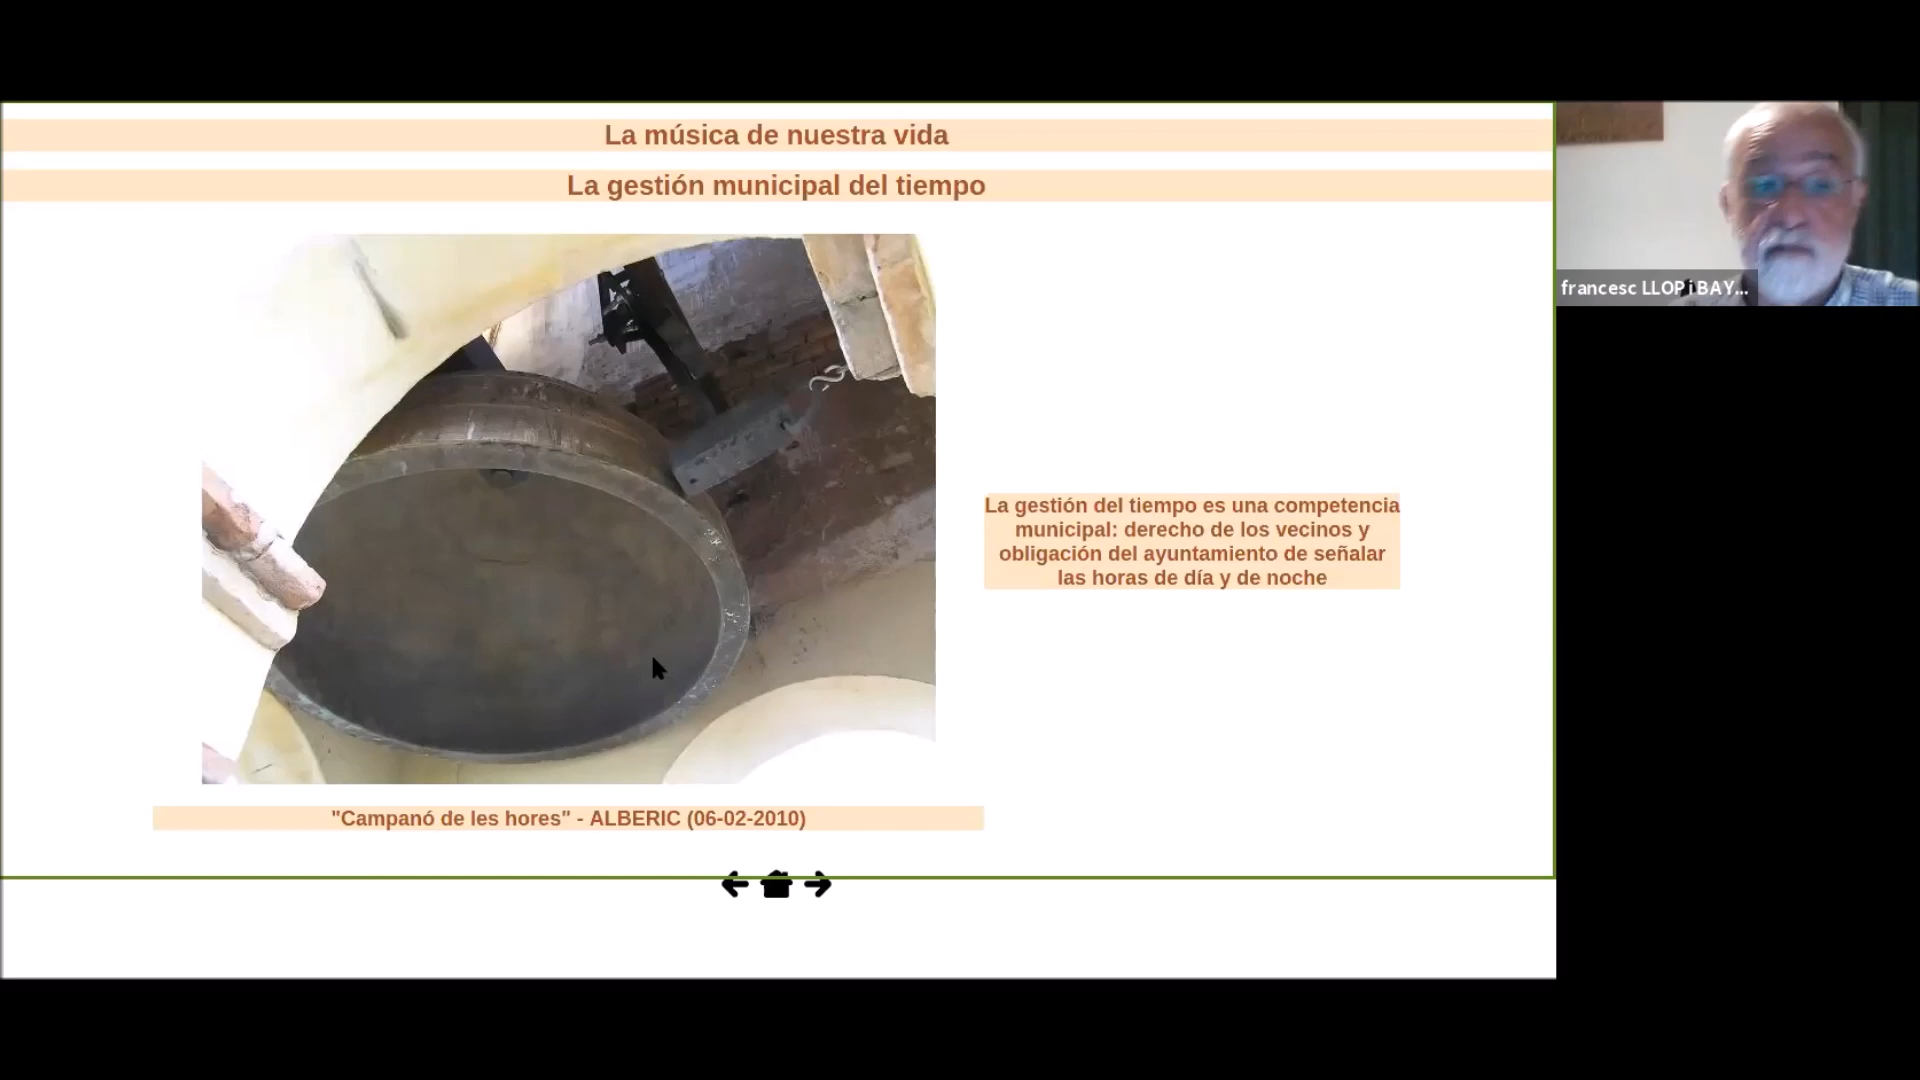 La música de nuestra vida
La gestión municipal del tiempo
francesc LLOP i BAY...
La gestión del tiempo es una competencia
municipal: derecho de los vecinos y
obligación del ayuntamiento de señalar
las horas de día y de noche
"Campanó de les hores" - ALBERIC (06-02-2010)